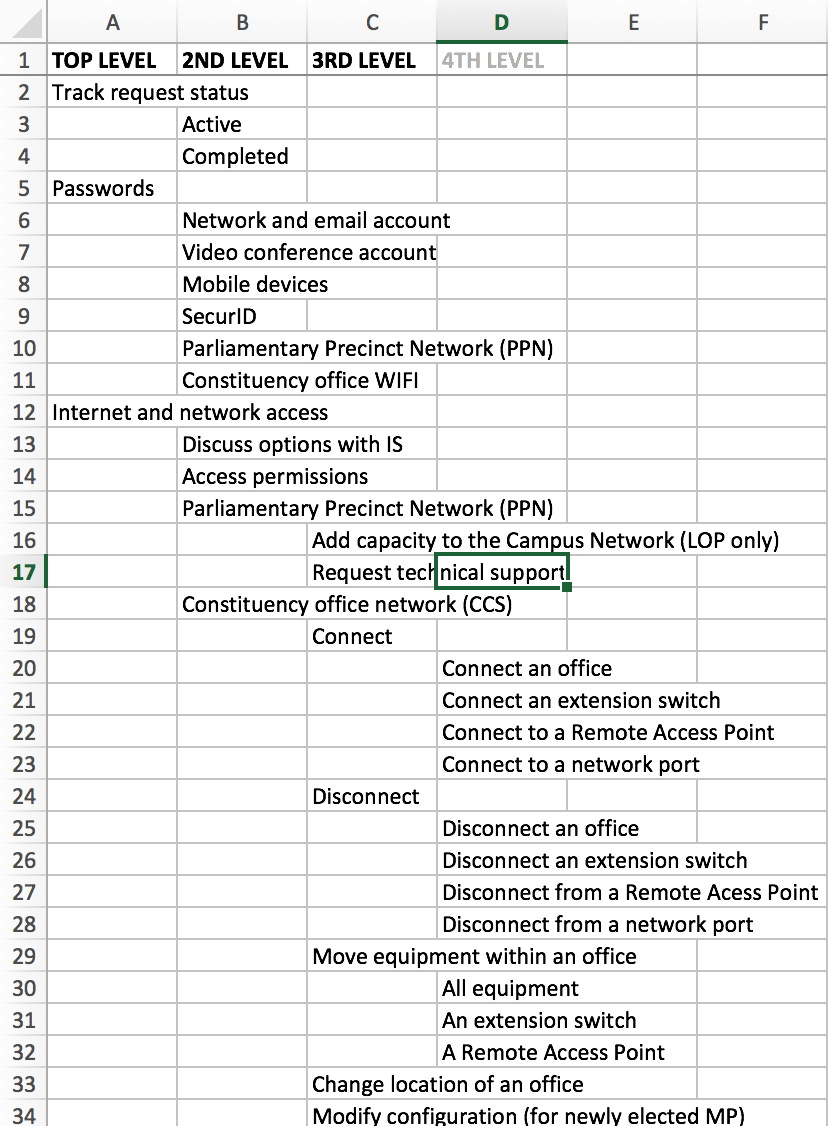 A B C D E F
1 TOP LEVEL 2ND LEVEL 3RD LEVEL 4TH LEVEL
2 Track request status
3 Active
4 Completed
5 Passwords
6 Network and email account
7 Video conference account
8 Mobile devices
9 SecurID
10 Parliamentary Precinct Network (PPN)
11 Constituency office WIFI
12 Internet and network access
13 Discuss options with IS
14 Access permissions
15 Parliamentary Precinct Network (PPN)
16 Add capacity to the Campus Network (LOP only)
17 Request technical support
18 Constituency office network (CCS)
19 Connect
20 Connect an office
21 Connect an extension switch
22 Connect to a Remote Access Point
23 Connect to a network port
24 Disconnect
25 Disconnect an office
26 Disconnect an extension switch
27 Disconnect from a Remote Acess Point
28 Disconnect from a network port
29 Move equipment within an office
30 All equipment
31 An extension switch
32 A Remote Access Point
33 Change location of an office
34 Modify configuration (for newly elected MP)